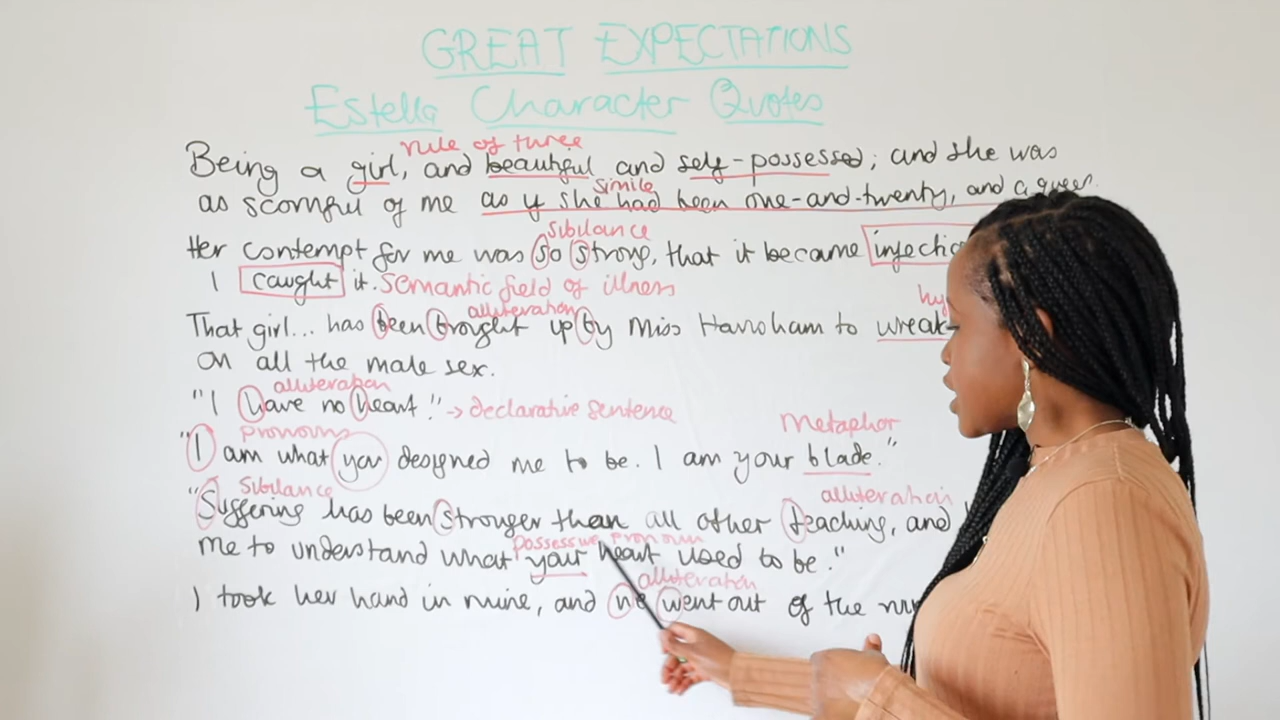 GREAT EXPECTATIONS
Estella Character Quotes
rule of three
Being a girl, and beautiful and self-possessed; and she was
simile
as scornful of me as if she had been one-and-twenty, and a queen.
sibilance
Her contempt for me was so strong, that it became
I caught it. Semantic field of illness
alliteration
That girl... has been brought up by Miss Havisham to wreak
on all the male sex.
alliteration
"I have no heart!" -> declarative sentence
pronouns metaphor
"I am what you designed me to be. I am your blade."
Sibilance alliteration
"Suffering has been stronger than all other teaching, and
possessive pronoun
me to understand what your heart used to be."
alliteration
I took her hand in mine, and we went out of the